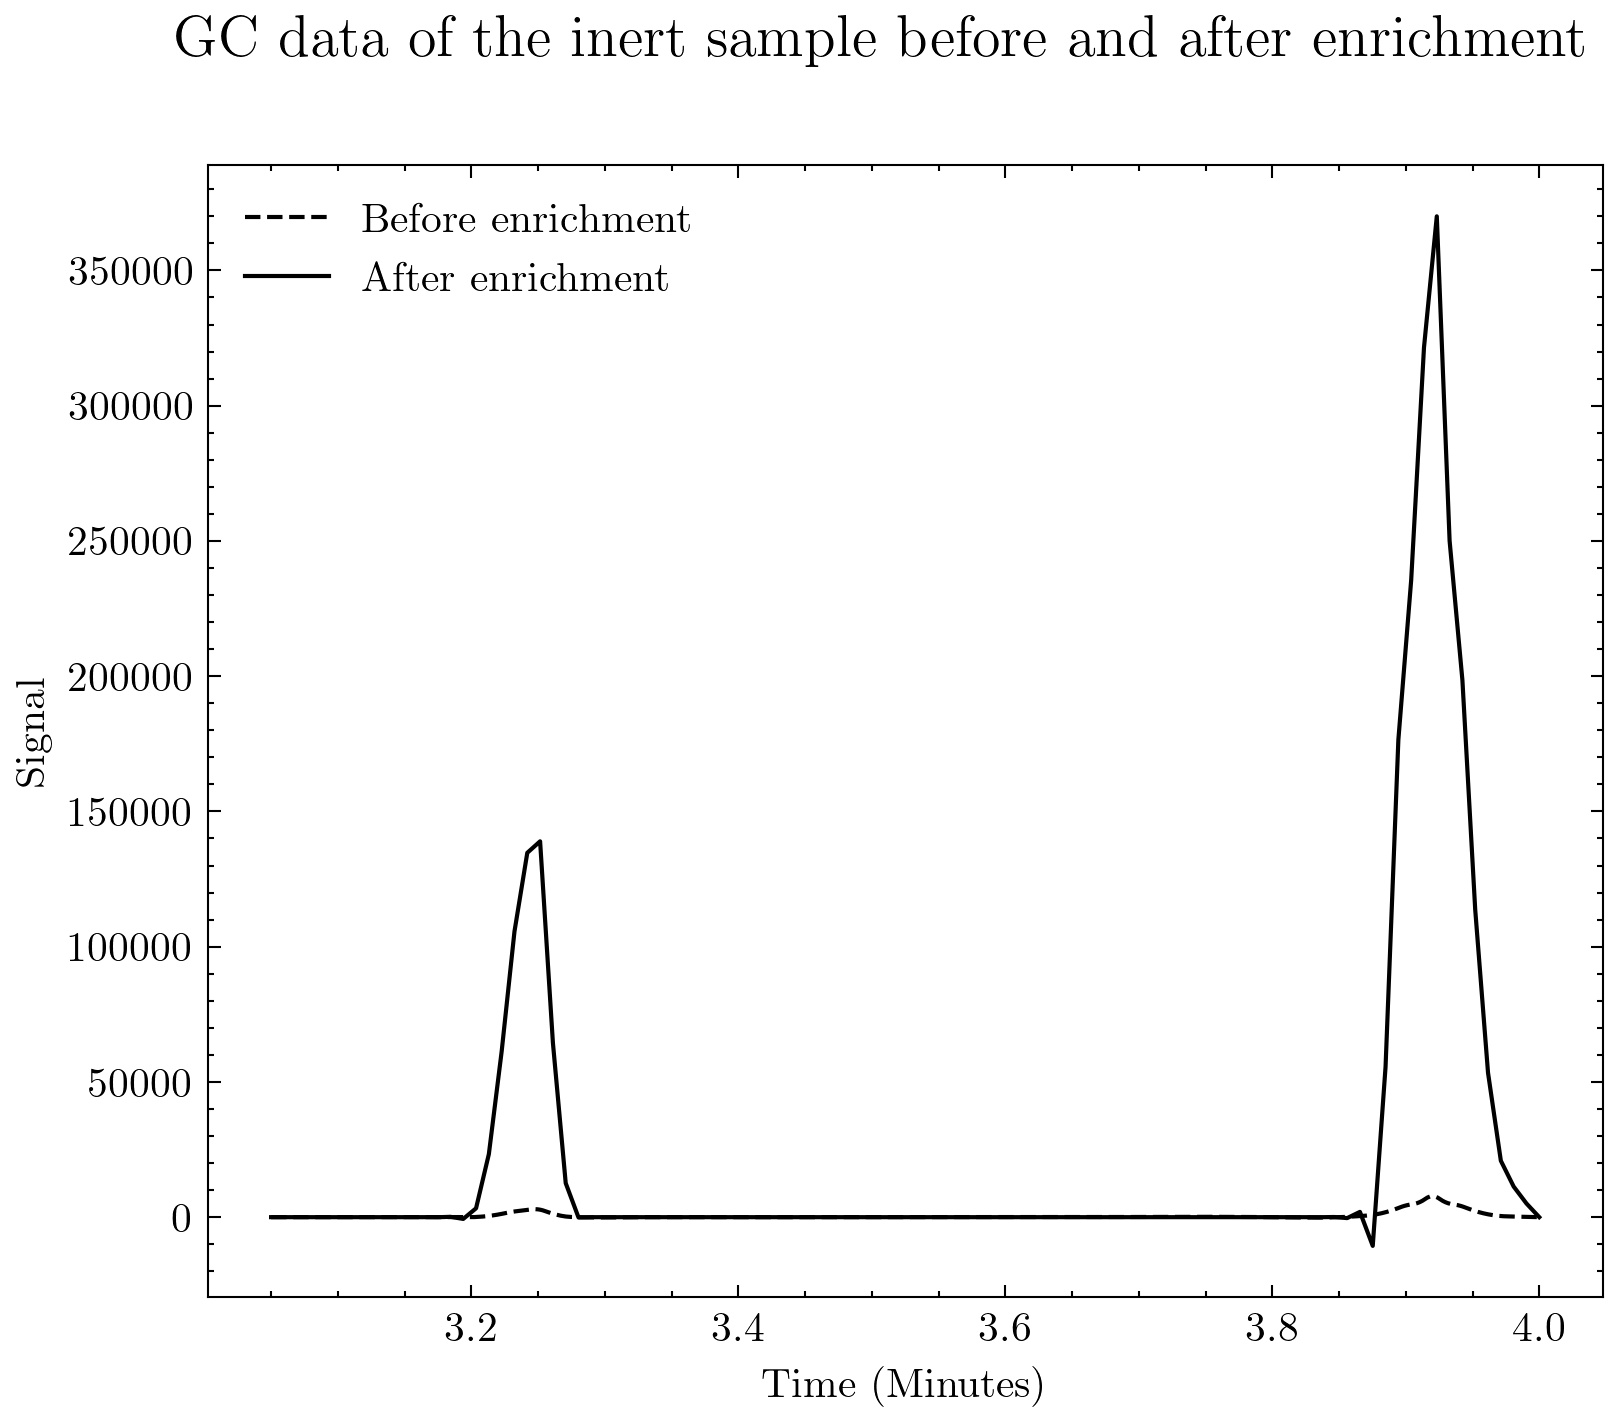 GC data of the inert sample before and after enrichment
Before enrichment
After enrichment
350000
300000
250000
200000
150000
100000
50000
0
Signal
3.2 3.4 3.6 3.8 4.0
Time (Minutes)